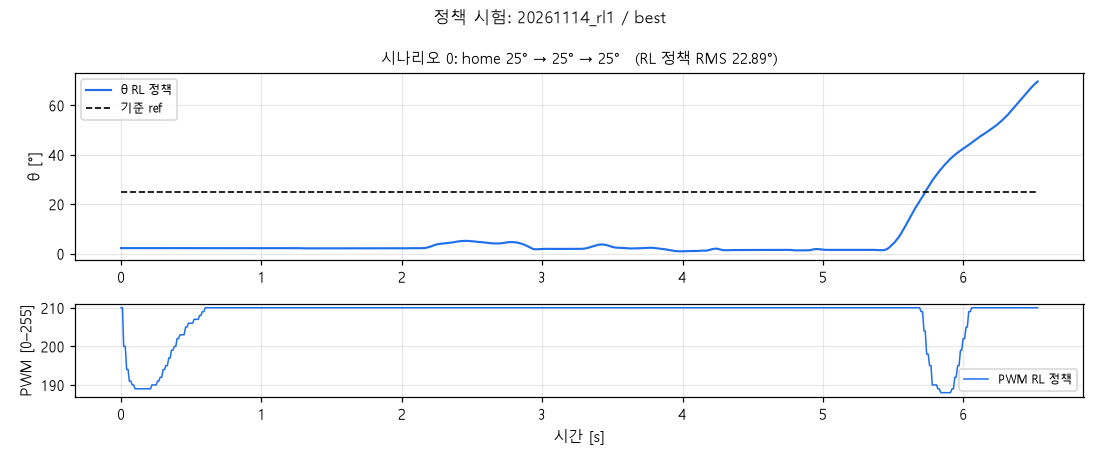 정책 시험: 20261114_rl1 / best
시나리오 0: home 25° → 25° → 25°   (RL 정책 RMS 22.89°)
θ RL 정책
기준 ref
θ [°]
60
40
20
0
0 1 2 3 4 5 6
PWM [0–255]
210
200
190
PWM RL 정책
0 1 2 3 4 5 6
시간 [s]